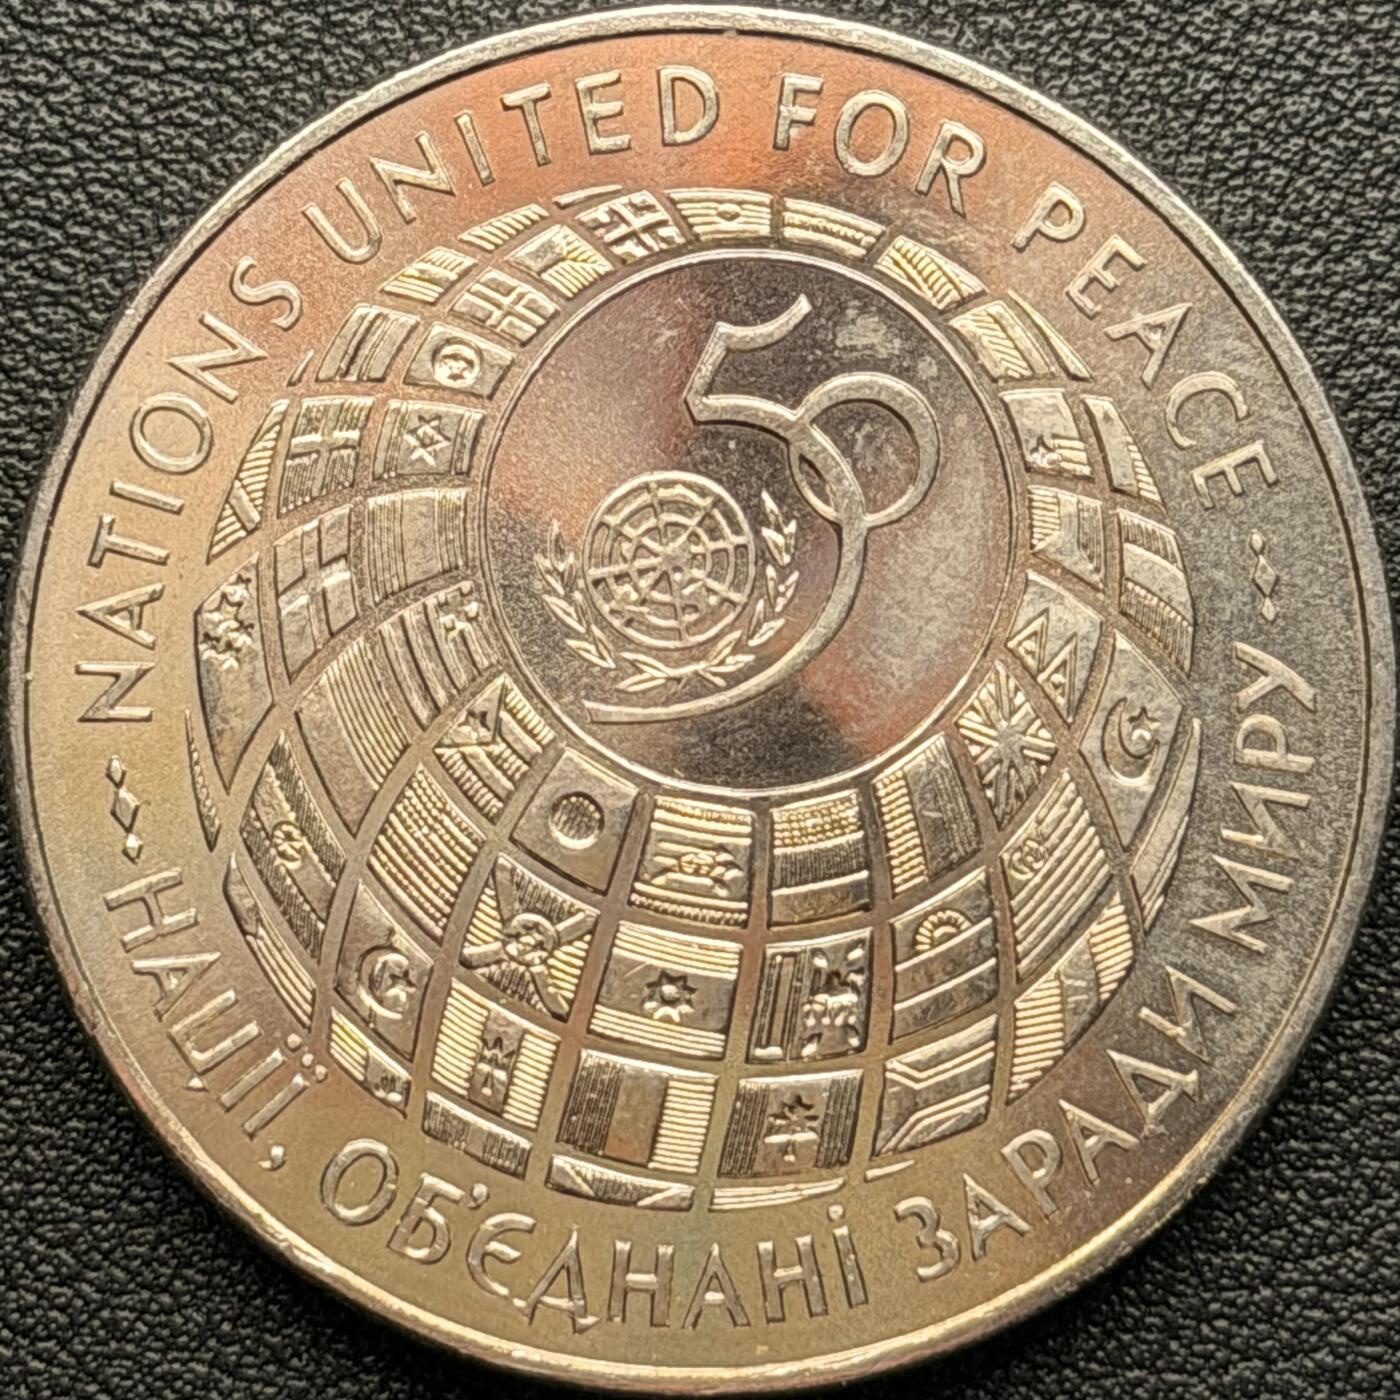 NATIONS UNITED FOR PEACE
НАЦІЇ, ОБ'ЄДНАНІ ЗАРАДИ МИРУ
50